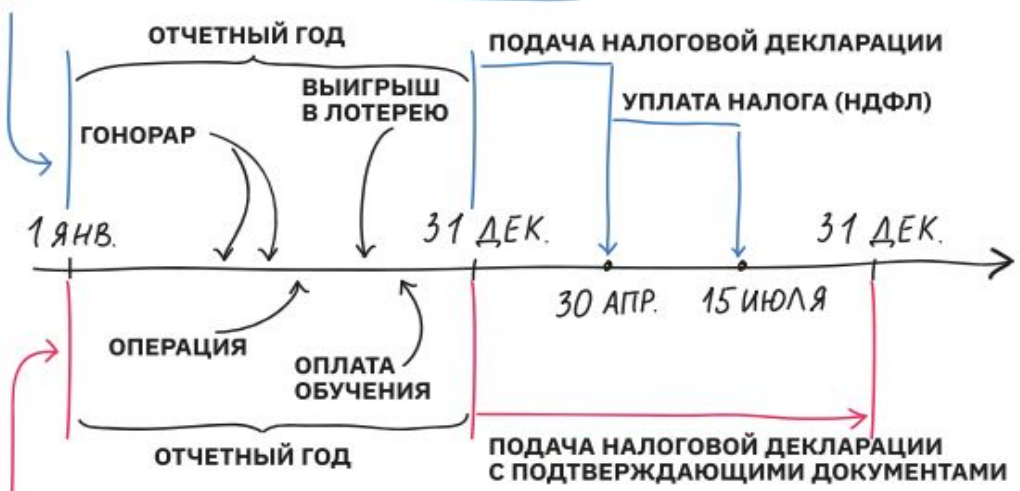 ОТЧЕТНЫЙ ГОД
ПОДАЧА НАЛОГОВОЙ ДЕКЛАРАЦИИ
ВЫИГРЫШ
В ЛОТЕРЕЮ
УПЛАТА НАЛОГА (НДФЛ)
ГОНОРАР
1 ЯНВ.
31 ДЕК.
31 ДЕК.
30 АПР.
15 ИЮЛЯ
ОПЕРАЦИЯ
ОПЛАТА
ОБУЧЕНИЯ
ОТЧЕТНЫЙ ГОД
ПОДАЧА НАЛОГОВОЙ ДЕКЛАРАЦИИ
С ПОДТВЕРЖДАЮЩИМИ ДОКУМЕНТАМИ